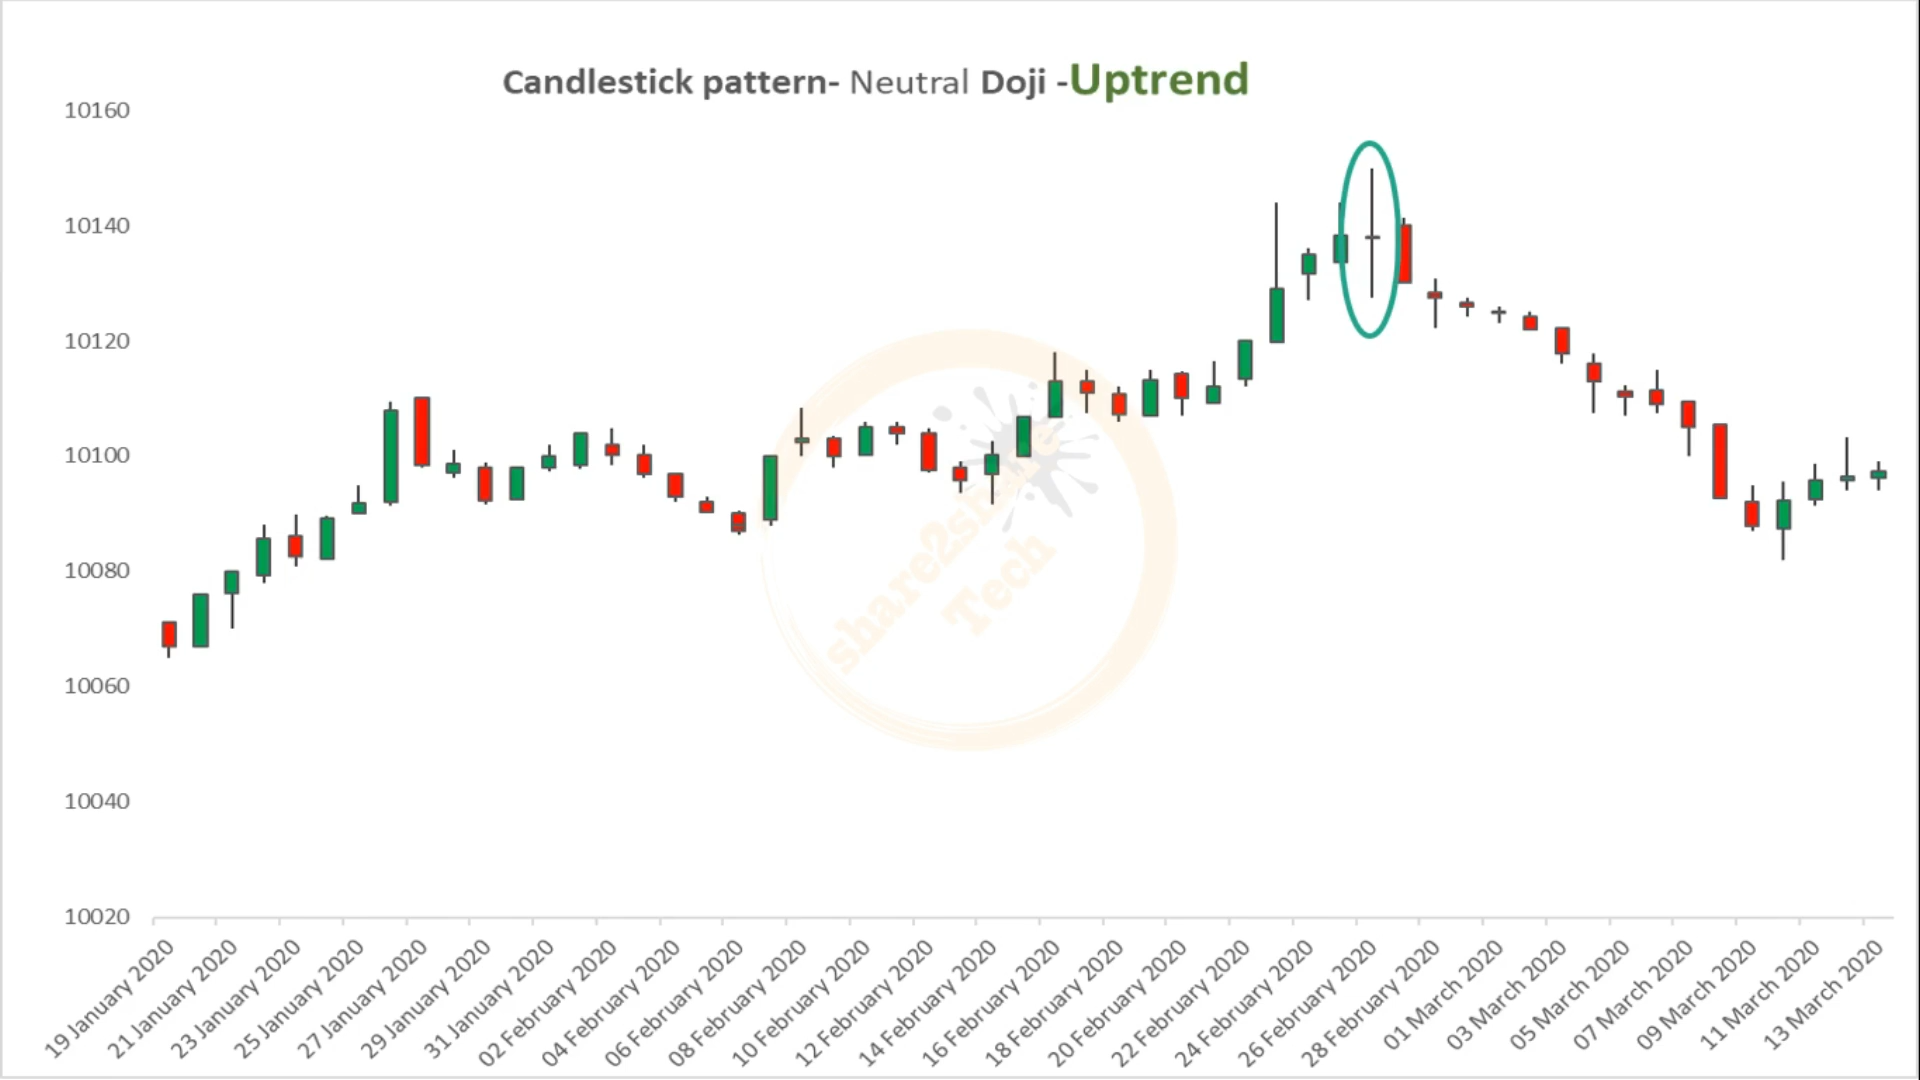 Candlestick pattern- Neutral Doji -Uptrend
10160
10140
10120
10100
10080
10060
10040
10020
share2share
Tech
19 January 2020
21 January 2020
23 January 2020
25 January 2020
27 January 2020
29 January 2020
31 January 2020
02 February 2020
04 February 2020
06 February 2020
08 February 2020
10 February 2020
12 February 2020
14 February 2020
16 February 2020
18 February 2020
20 February 2020
22 February 2020
24 February 2020
26 February 2020
28 February 2020
01 March 2020
03 March 2020
05 March 2020
07 March 2020
09 March 2020
11 March 2020
13 March 2020